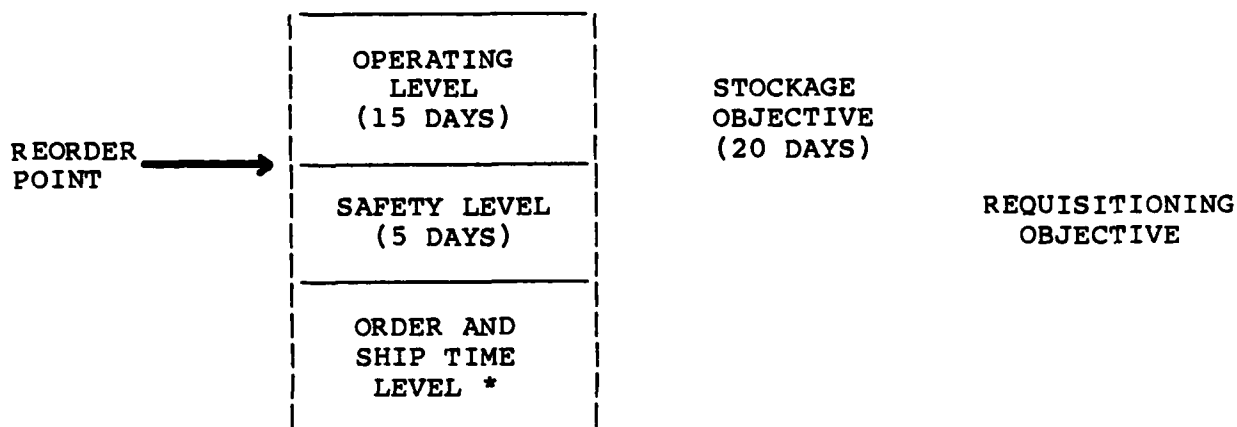 OPERATING
LEVEL
(15 DAYS)
STOCKAGE
OBJECTIVE
(20 DAYS)
REORDER
POINT
SAFETY LEVEL
(5 DAYS)
REQUISITIONING
OBJECTIVE
ORDER AND
SHIP TIME
LEVEL *